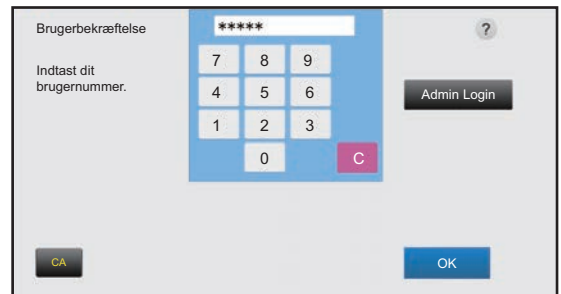 Brugerbekræftelse
*****
?
Indtast dit
brugernummer.
7 8 9
4 5 6
1 2 3
0 C
Admin Login
CA
OK